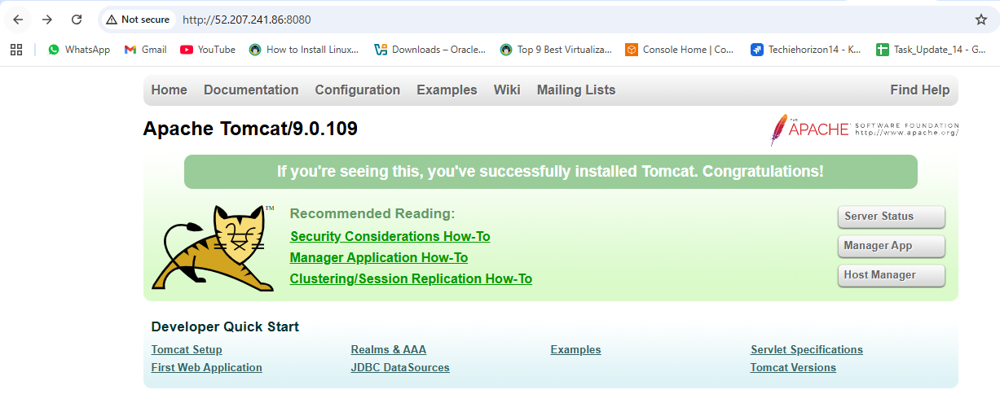 Not secure http://52.207.241.86:8080
WhatsApp Gmail YouTube How to Install Linux... Downloads – Oracle... Top 9 Best Virtualiza... Console Home | Co... Techiehorizon14 - K... Task_Update_14 - G...
Home Documentation Configuration Examples Wiki Mailing Lists Find Help
Apache Tomcat/9.0.109
THE APACHE SOFTWARE FOUNDATION
http://www.apache.org/
If you're seeing this, you've successfully installed Tomcat. Congratulations!
TM
Recommended Reading:
Security Considerations How-To
Manager Application How-To
Clustering/Session Replication How-To
Server Status
Manager App
Host Manager
Developer Quick Start
Tomcat Setup Realms & AAA Examples Servlet Specifications
First Web Application JDBC DataSources Tomcat Versions